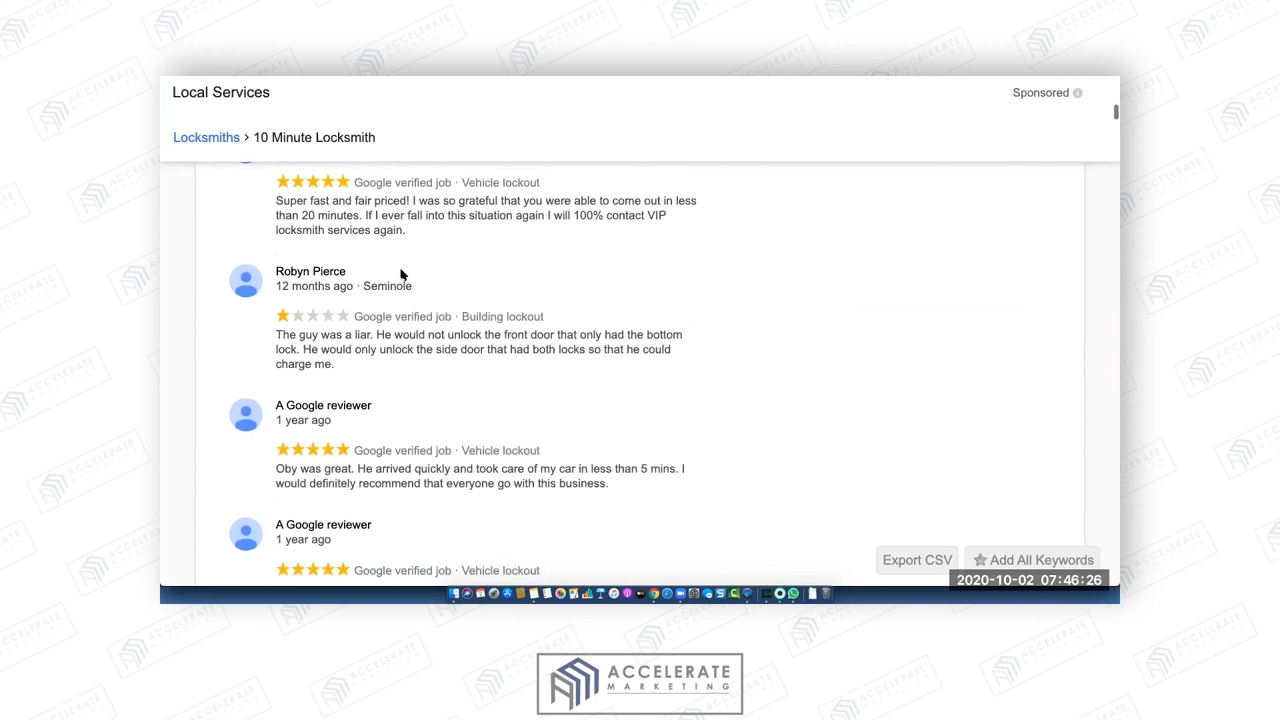 Local Services
Sponsored
Locksmiths > 10 Minute Locksmith
Google verified job · Vehicle lockout
Super fast and fair priced! I was so grateful that you were able to come out in less
than 20 minutes. If I ever fall into this situation again I will 100% contact VIP
locksmith services again.
Robyn Pierce
12 months ago · Seminole
Google verified job · Building lockout
The guy was a liar. He would not unlock the front door that only had the bottom
lock. He would only unlock the side door that had both locks so that he could
charge me.
A Google reviewer
1 year ago
Google verified job · Vehicle lockout
Oby was great. He arrived quickly and took care of my car in less than 5 mins. I
would definitely recommend that everyone go with this business.
A Google reviewer
1 year ago
Google verified job · Vehicle lockout
Export CSV
Add All Keywords
2020-10-02 07:46:26
ACCELERATE
MARKETING